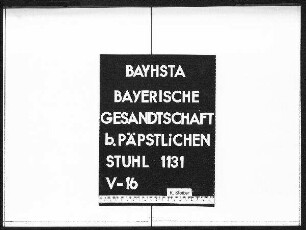 BAYHSTA
BAYERISCHE
GESANDTSCHAFT
b. PÄPSTLiCHEN
STUHL 1131
V-16